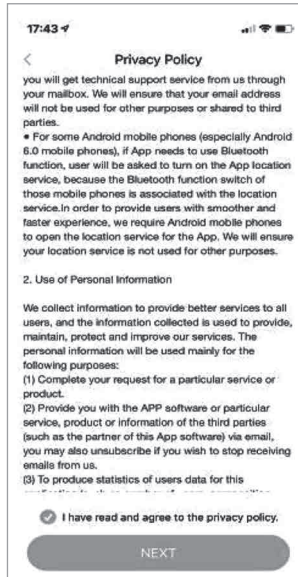 17:43
Privacy Policy
you will get technical support service from us through
your mailbox. We will ensure that your email address
will not be used for other purposes or shared to third
parties.
• For some Android mobile phones (especially Android
6.0 mobile phones), if App needs to use Bluetooth
function, user will be asked to turn on the App location
service, because the Bluetooth function switch of
those mobile phones is associated with the location
service.In order to provide users with smoother and
faster experience, we require Android mobile phones
to open the location service for the App. We will ensure
your location service is not used for other purposes.
2. Use of Personal Information
We collect information to provide better services to all
users, and the information collected is used to provide,
maintain, protect and improve our services. The
personal information will be used mainly for the
following purposes:
(1) Complete your request for a particular service or
product.
(2) Provide you with the APP software or particular
service, product or information of the third parties
(such as the partner of this App software) via email,
you may also unsubscribe if you wish to stop receiving
emails from us.
(3) To produce statistics of users data for this
I have read and agree to the privacy policy.
NEXT